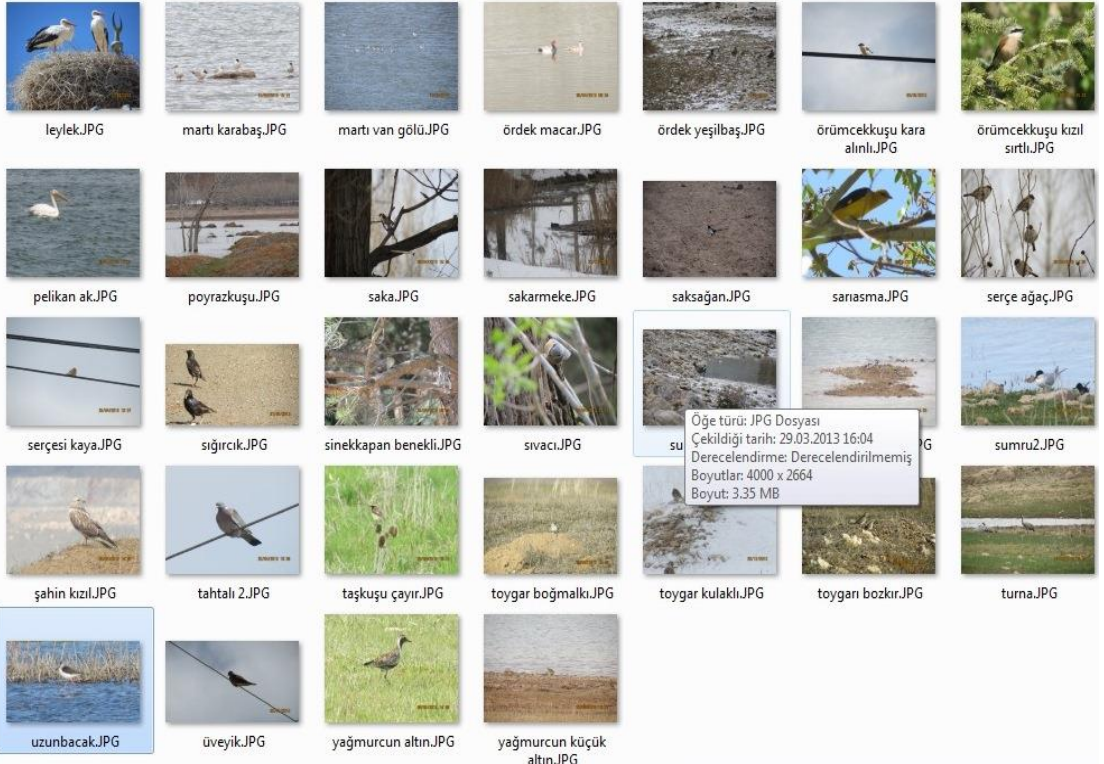 leylek.JPG
martı karabaş.JPG
martı van gölü.JPG
ördek macar.JPG
ördek yeşilbaş.JPG
örümcekkuşu kara
alınlı.JPG
örümcekkuşu kızıl
sırtlı.JPG
pelikan ak.JPG
poyrazkuşu.JPG
saka.JPG
sakarmeke.JPG
saksağan.JPG
sarıasma.JPG
serçe ağaç.JPG
serçesi kaya.JPG
sığırcık.JPG
sinekkapan benekli.JPG
sıvacı.JPG
su
PG
sumru2.JPG
Öğe türü: JPG Dosyası
Çekildiği tarih: 29.03.2013 16:04
Derecelendirme: Derecelendirilmemiş
Boyutlar: 4000 x 2664
Boyut: 3.35 MB
şahin kızıl.JPG
tahtalı 2.JPG
taşkuşu çayır.JPG
toygar boğmalkı.JPG
toygar kulaklı.JPG
toygarı bozkır.JPG
turna.JPG
uzunbacak.JPG
üveyik.JPG
yağmurcun altın.JPG
yağmurcun küçük
altın.JPG